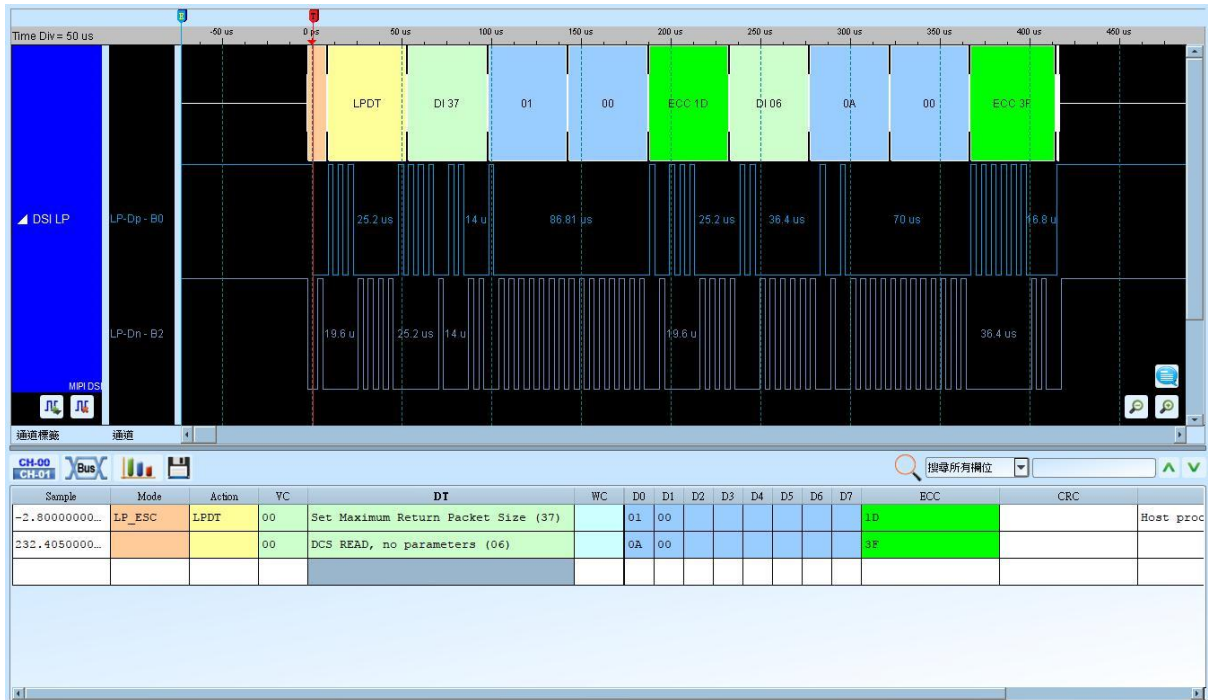 Time Div = 50 us
-50 us 0 ps 50 us 100 us 150 us 200 us 250 us 300 us 350 us 400 us 450 us
LPDT DI 37 01 00 ECC 1D DI 06 0A 00 ECC 3F
DSI LP
LP-Dp - B0
25.2 us 14 u 86.81 us 25.2 us 36.4 us 70 us 16.8 u
LP-Dn - B2
19.6 u 25.2 us 14 u 19.6 u 36.4 us
MIPI DSI
通道標籤 通道
CH-00
CH-01
Bus
搜尋所有欄位
Sample Mode Action VC DT WC D0 D1 D2 D3 D4 D5 D6 D7 ECC CRC
-2.80000000... LP_ESC LPDT 00 Set Maximum Return Packet Size (37) 01 00 1D Host proc
232.4050000... 00 DCS READ, no parameters (06) 0A 00 3F